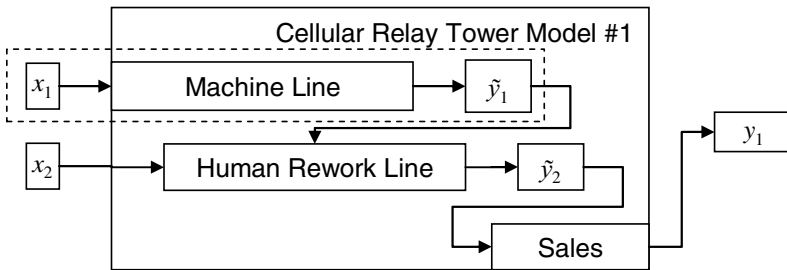 Cellular Relay Tower Model #1
x₁ Machine Line ỹ₁
y₁
x₂ Human Rework Line ỹ₂
Sales